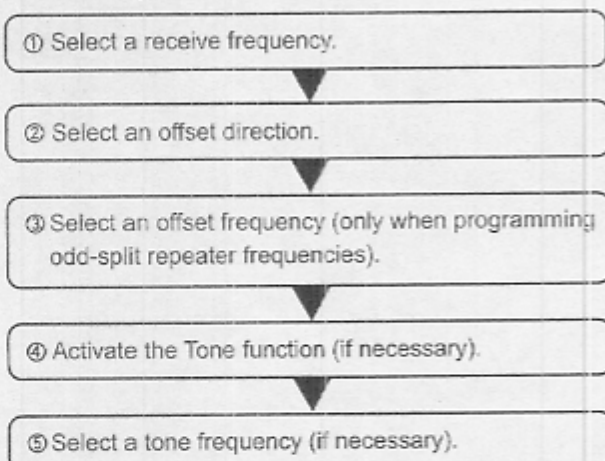 ① Select a receive frequency.
② Select an offset direction.
③ Select an offset frequency (only when programming
odd-split repeater frequencies).
④ Activate the Tone function (if necessary).
⑤ Select a tone frequency (if necessary).